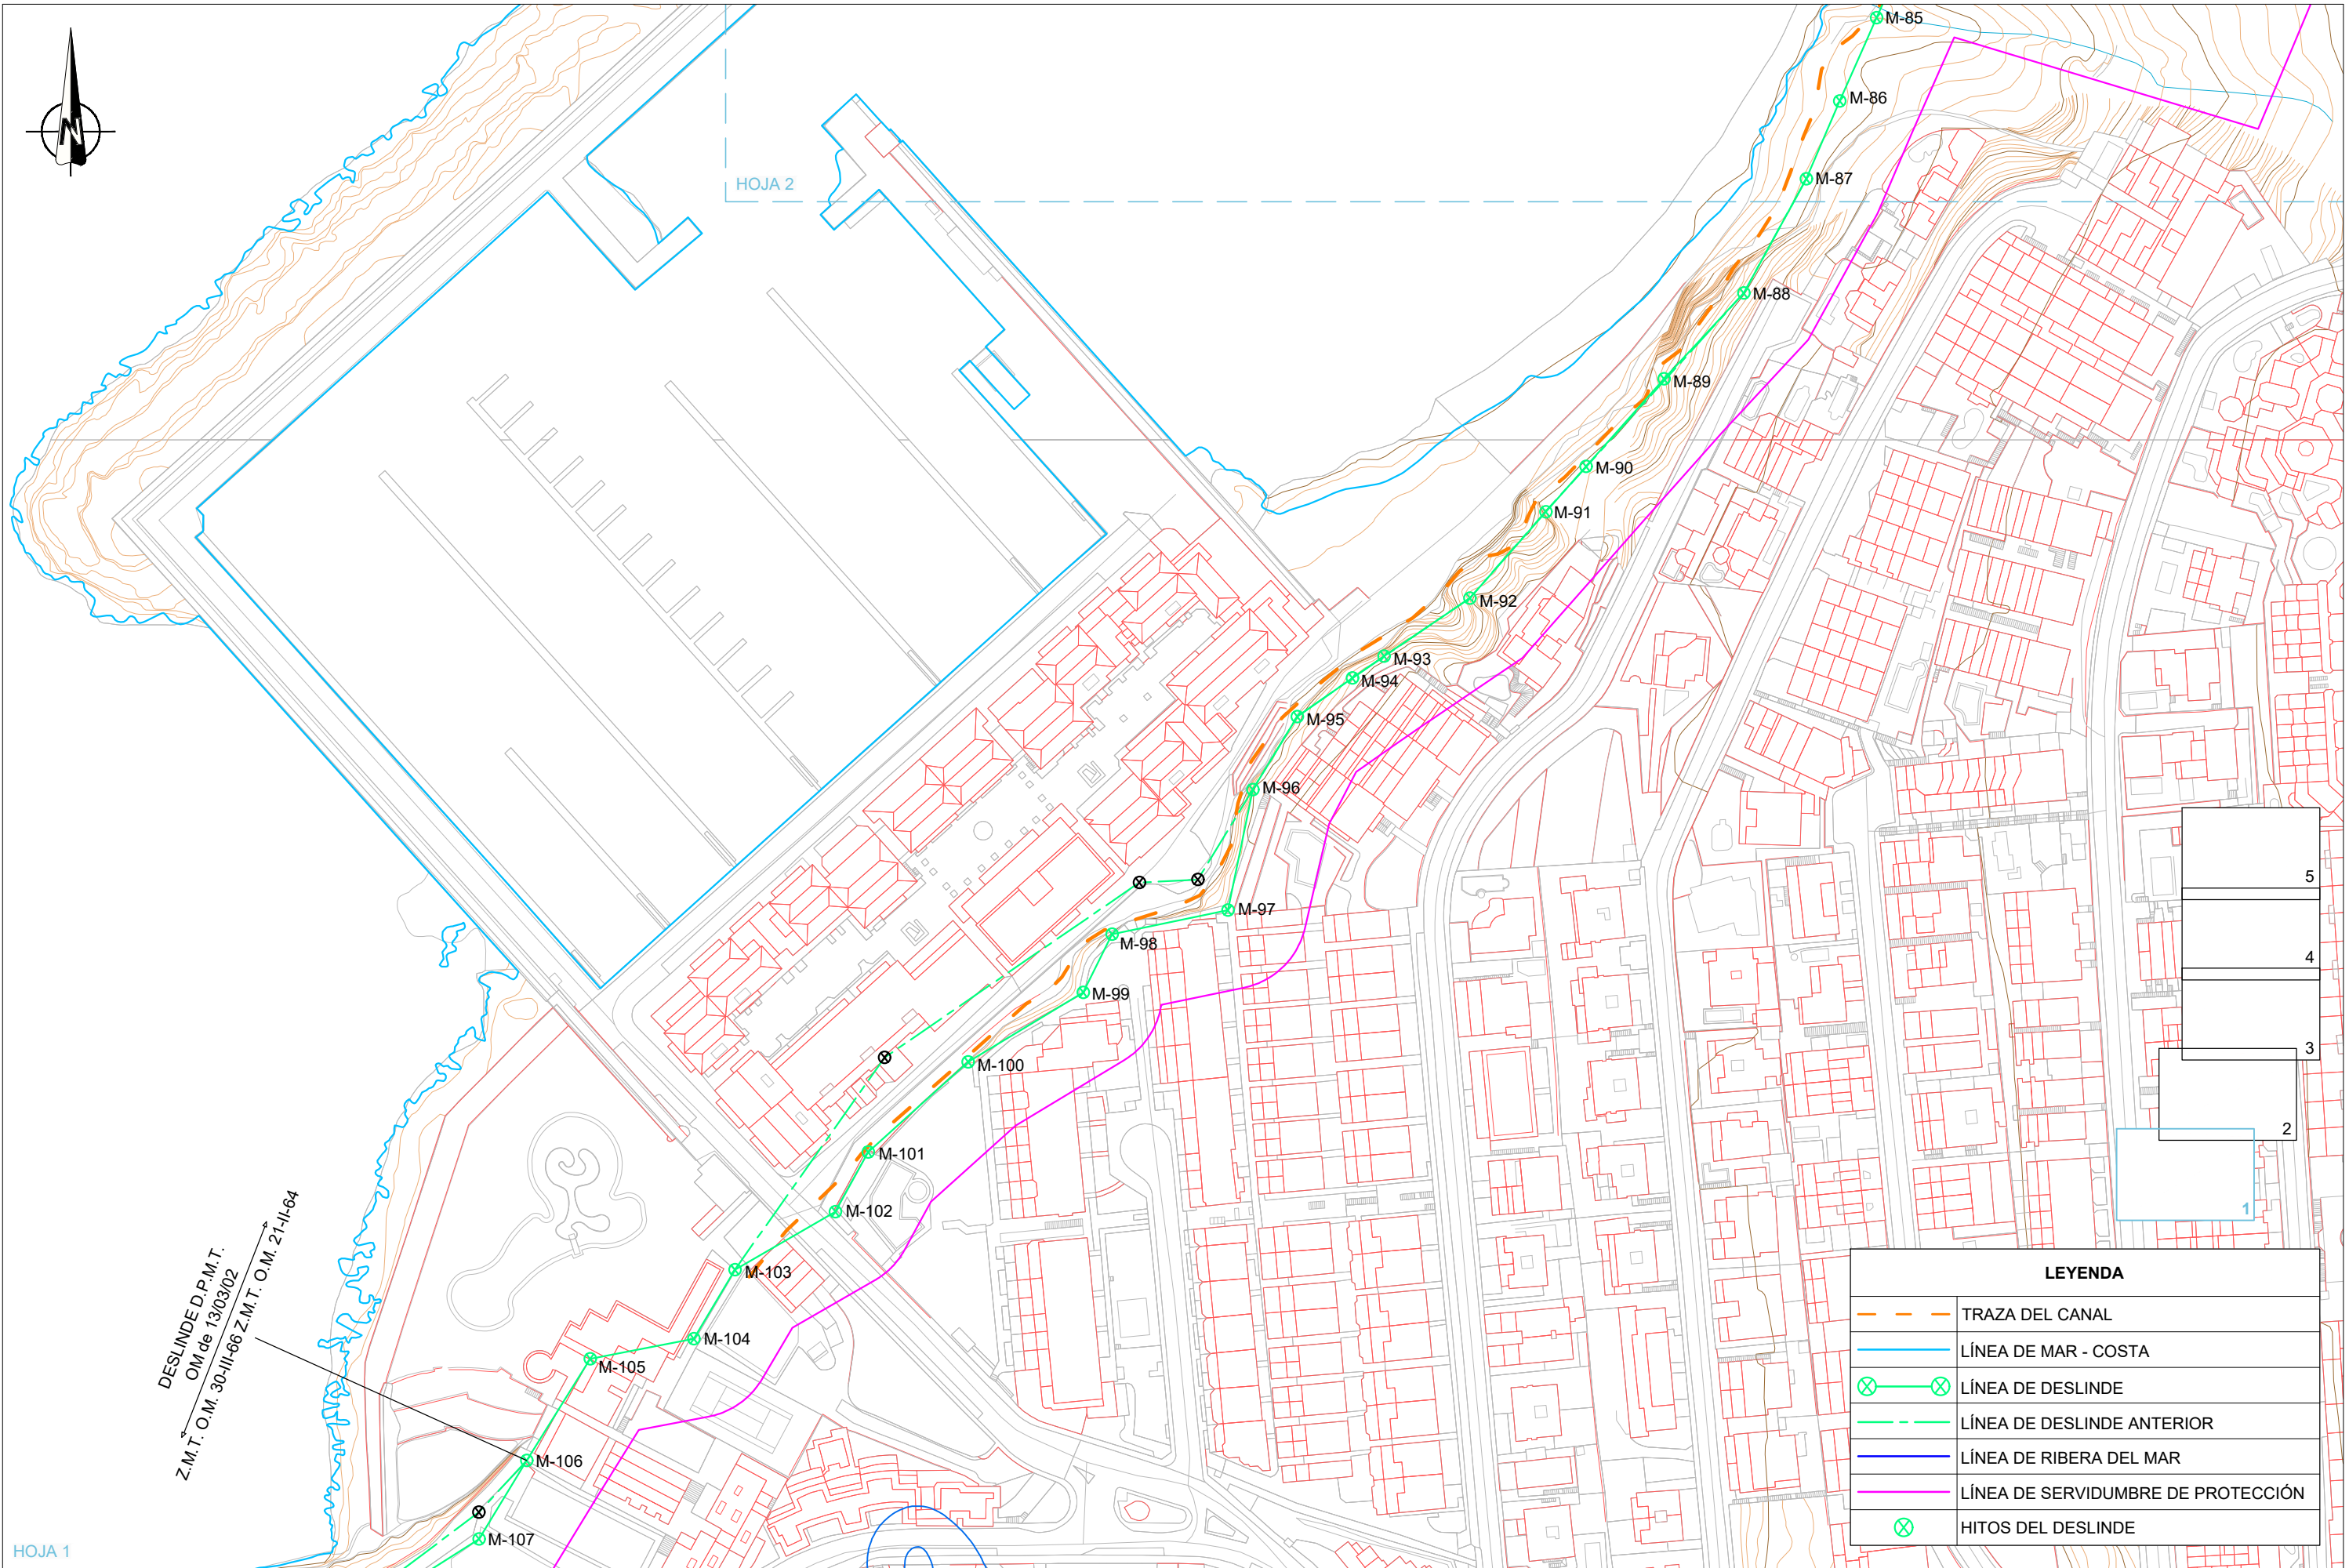 M-85
N
M-86
HOJA 2
M-87
M-88
M-89
M-90
M-91
M-92
M-93
M-94
M-95
M-96
M-97
M-98
M-99
M-100
M-101
M-102
M-103
M-104
M-105
M-106
M-107
DESLINDE D.P.M.T.
OM de 13/03/02
Z.M.T. O.M. 30-III-66 Z.M.T. O.M. 21-II-64
HOJA 1
5
4
3
2
1
LEYENDA
TRAZA DEL CANAL
LÍNEA DE MAR - COSTA
LÍNEA DE DESLINDE
LÍNEA DE DESLINDE ANTERIOR
LÍNEA DE RIBERA DEL MAR
LÍNEA DE SERVIDUMBRE DE PROTECCIÓN
HITOS DEL DESLINDE